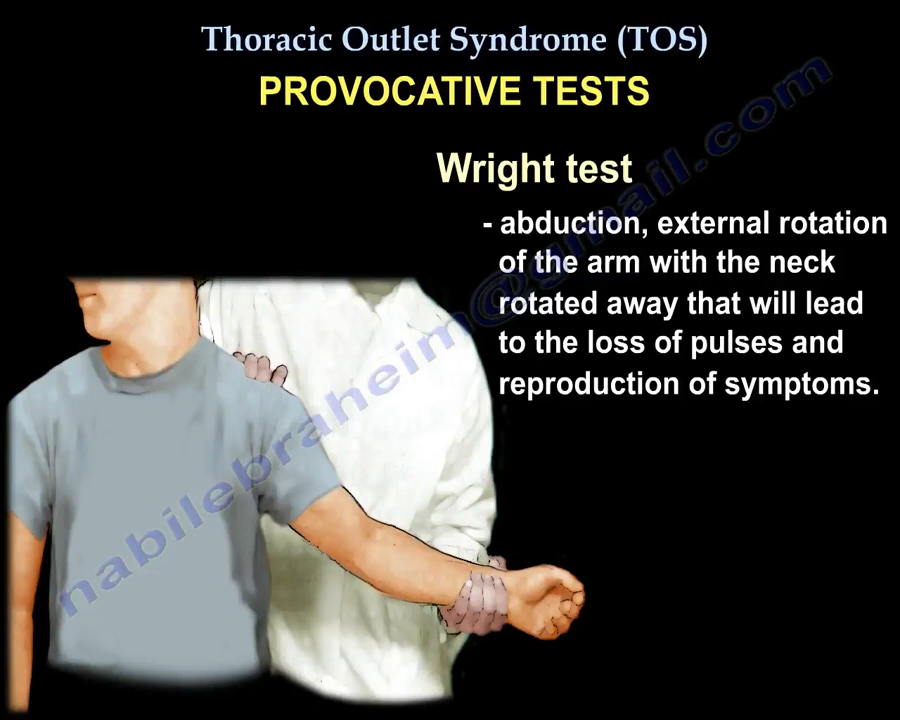 Thoracic Outlet Syndrome (TOS)
PROVOCATIVE TESTS
Wright test
- abduction, external rotation
of the arm with the neck
rotated away that will lead
to the loss of pulses and
reproduction of symptoms.
nabilebraheim@gmail.com